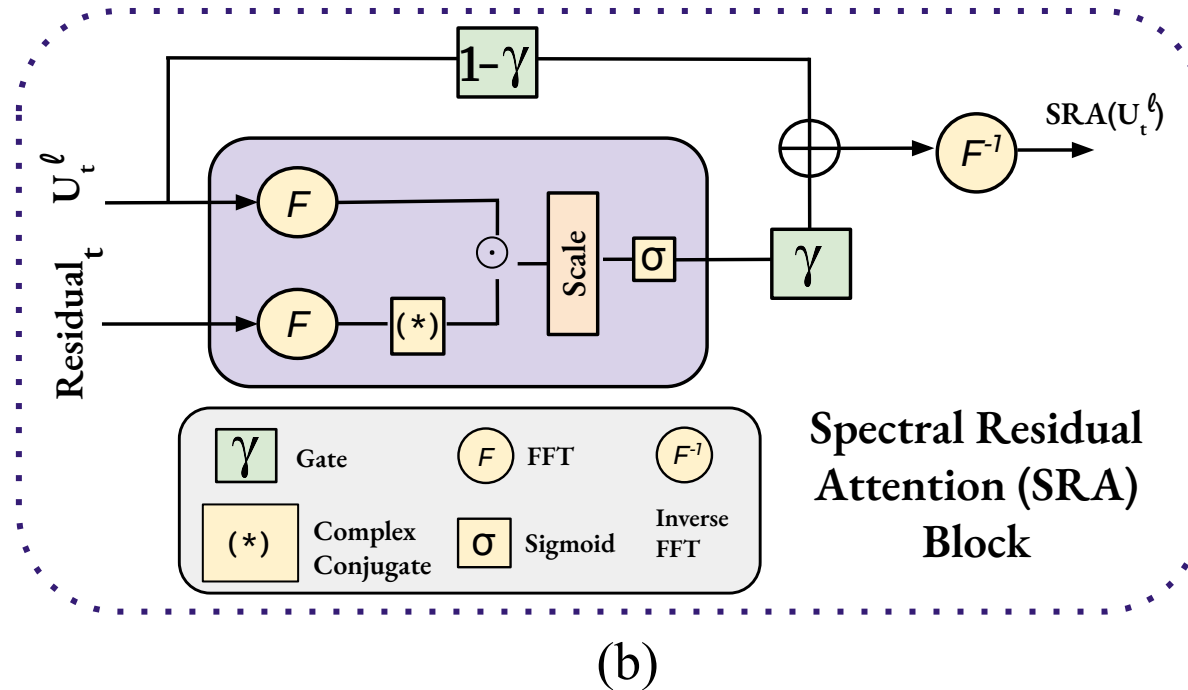 1-γ
U_t^ℓ
F
⊙
Scale
σ
γ
F⁻¹
SRA(U_t^ℓ)
Residual_t
F
(*)
γ Gate
F FFT
F⁻¹
(*) Complex
Conjugate
σ Sigmoid
Inverse
FFT
Spectral Residual
Attention (SRA)
Block
(b)